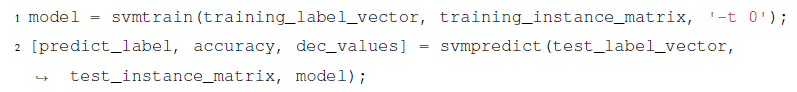 1 model = svmtrain(training_label_vector, training_instance_matrix, '-t 0');
2 [predict_label, accuracy, dec_values] = svmpredict(test_label_vector,
↪ test_instance_matrix, model);